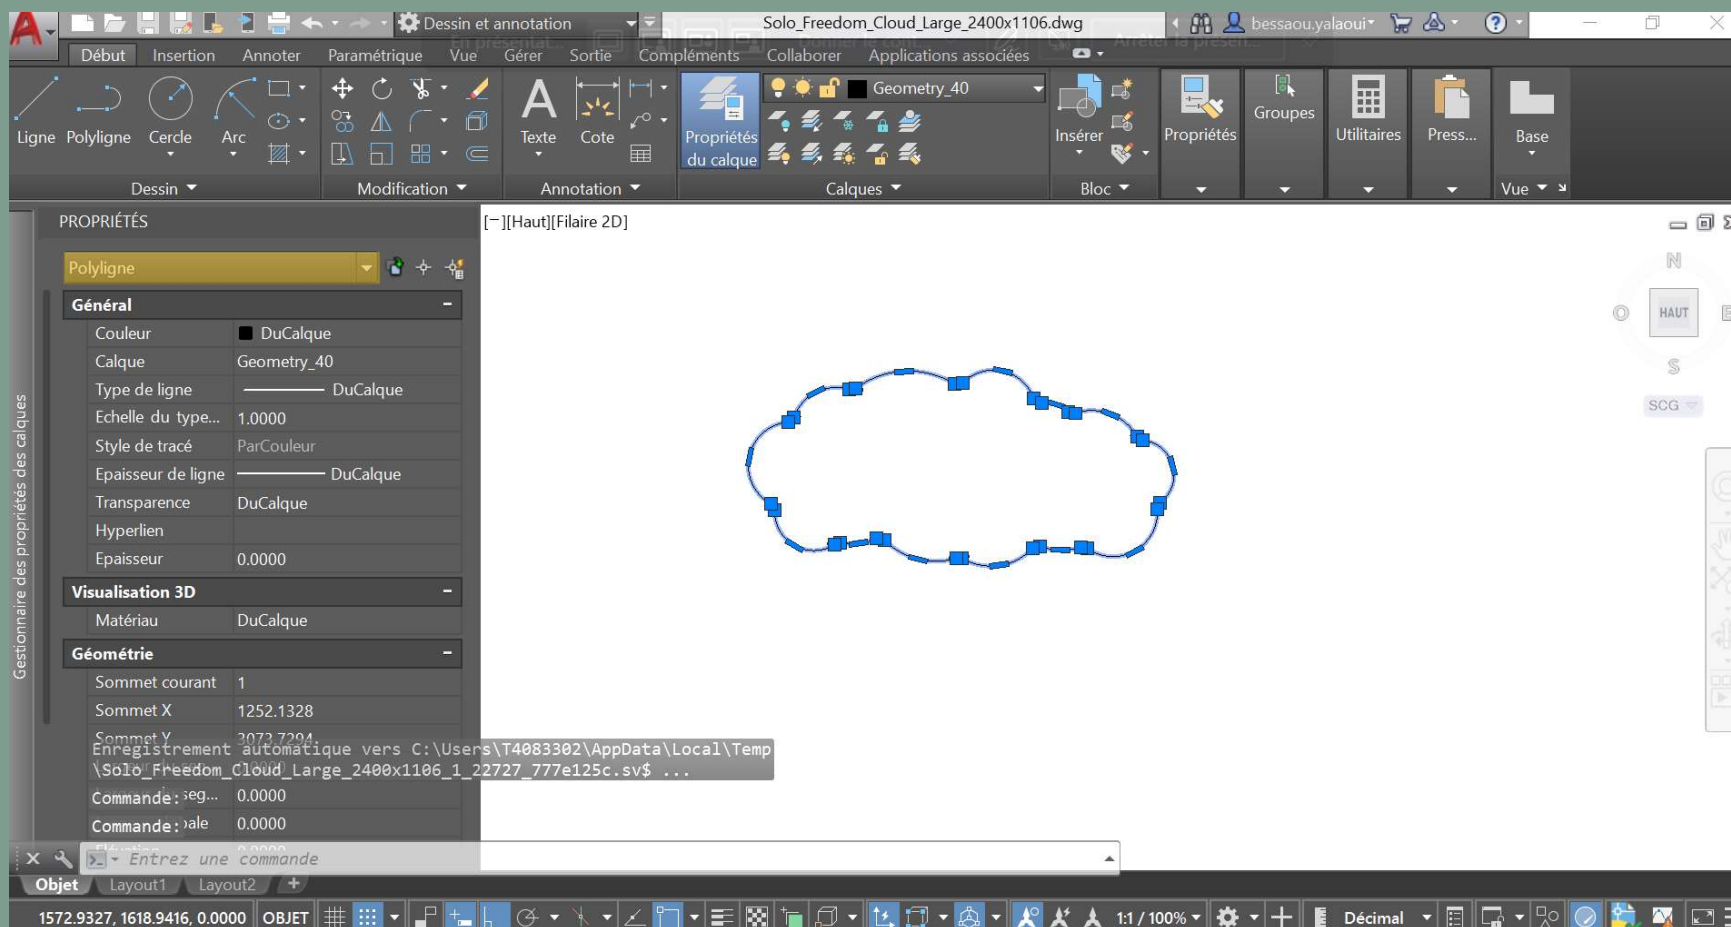 Dessin et annotation
Solo_Freedom_Cloud_Large_2400x1106.dwg
bessaou.yalaoui
Début Insertion Annoter Paramétrique Vue Gérer Sortie Compléments Collaborer Applications associées
Geometry_40
Ligne Polyligne Cercle Arc
Texte Cote
Propriétés du calque
Insérer
Propriétés
Groupes
Utilitaires
Press...
Base
Dessin
Modification
Annotation
Calques
Bloc
Vue
PROPRIÉTÉS
[−][Haut][Filaire 2D]
Polyligne
Général
Couleur DuCalque
Calque Geometry_40
Type de ligne DuCalque
Echelle du type... 1.0000
Style de tracé ParCouleur
Epaisseur de ligne DuCalque
Transparence DuCalque
Hyperlien
Epaisseur 0.0000
Visualisation 3D
Matériau DuCalque
Géométrie
Sommet courant 1
Sommet X 1252.1328
Sommet Y 3073.7294
Enregistrement automatique vers C:\Users\T4083302\AppData\Local\Temp
\Solo_Freedom_Cloud_Large_2400x1106_1_22727_777e125c.sv$ ...
Commande: seg... 0.0000
Commande: bale 0.0000
Entrez une commande
Gestionnaire des propriétés des calques
N
O HAUT E
S
SCG
Objet Layout1 Layout2 +
1572.9327, 1618.9416, 0.0000 OBJET
1:1 / 100%
Décimal